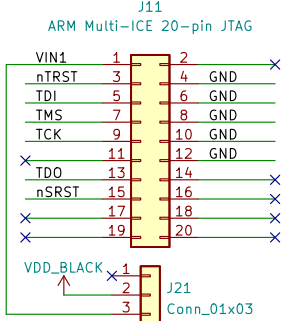 J11
ARM Multi-ICE 20-pin JTAG
VIN1 1 2
nTRST 3 4 GND
TDI 5 6 GND
TMS 7 8 GND
TCK 9 10 GND
11 12 GND
TDO 13 14
nSRST 15 16
17 18
19 20
VDD_BLACK 1 J21
2
3 Conn_01x03